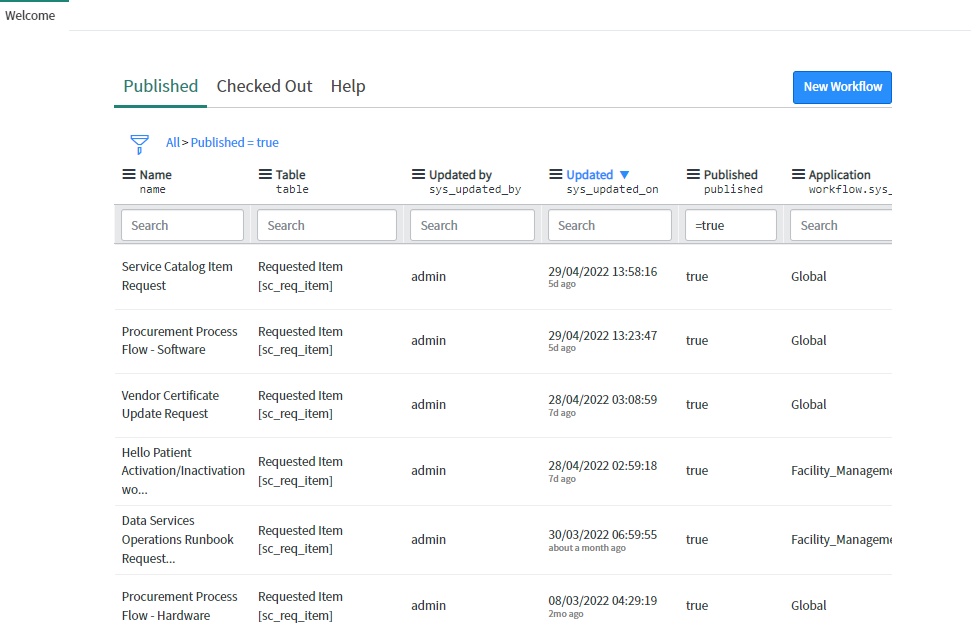 Welcome
Published Checked Out Help New Workflow
All > Published = true
Name Table Updated by Updated Published Application
name table sys_updated_by sys_updated_on published workflow.sys_
Search Search Search Search =true Search
Service Catalog Item Request Requested Item [sc_req_item] admin 29/04/2022 13:58:16 5d ago true Global
Procurement Process Flow - Software Requested Item [sc_req_item] admin 29/04/2022 13:23:47 5d ago true Global
Vendor Certificate Update Request Requested Item [sc_req_item] admin 28/04/2022 03:08:59 7d ago true Global
Hello Patient Activation/Inactivation wo... Requested Item [sc_req_item] admin 28/04/2022 02:59:18 7d ago true Facility_Manageme
Data Services Operations Runbook Request... Requested Item [sc_req_item] admin 30/03/2022 06:59:55 about a month ago true Facility_Manageme
Procurement Process Flow - Hardware Requested Item [sc_req_item] admin 08/03/2022 04:29:19 2mo ago true Global